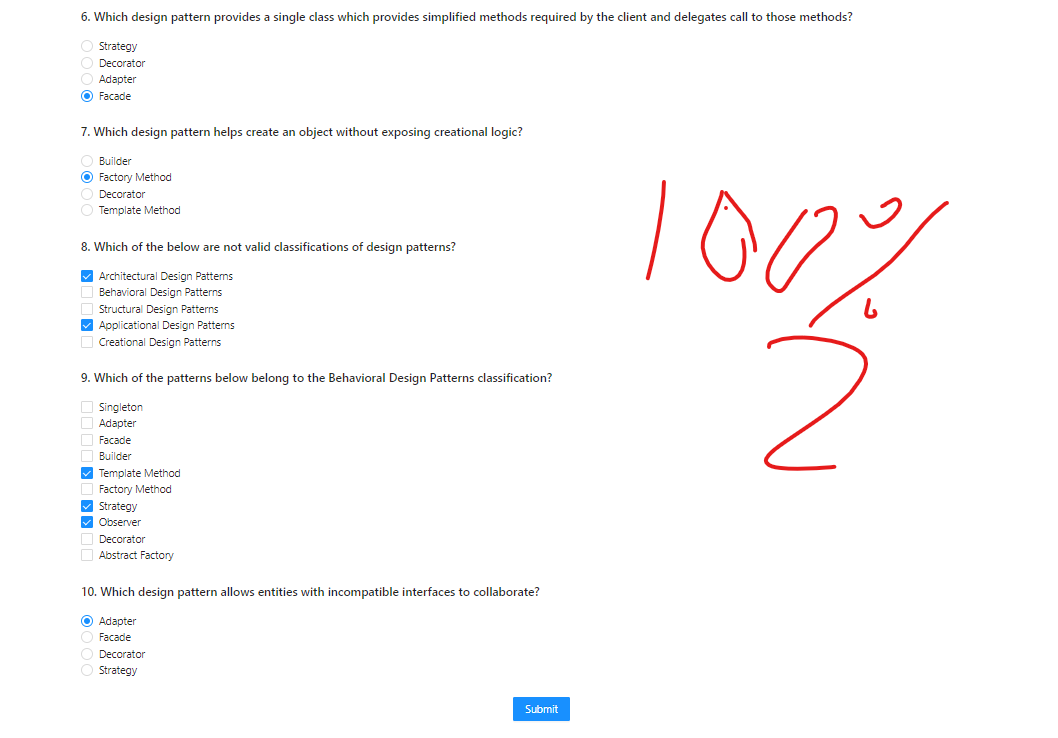 6. Which design pattern provides a single class which provides simplified methods required by the client and delegates call to those methods?
Strategy
Decorator
Adapter
Facade
7. Which design pattern helps create an object without exposing creational logic?
Builder
Factory Method
Decorator
Template Method
8. Which of the below are not valid classifications of design patterns?
Architectural Design Patterns
Behavioral Design Patterns
Structural Design Patterns
Applicational Design Patterns
Creational Design Patterns
9. Which of the patterns below belong to the Behavioral Design Patterns classification?
Singleton
Adapter
Facade
Builder
Template Method
Factory Method
Strategy
Observer
Decorator
Abstract Factory
10. Which design pattern allows entities with incompatible interfaces to collaborate?
Adapter
Facade
Decorator
Strategy
Submit
100%
2